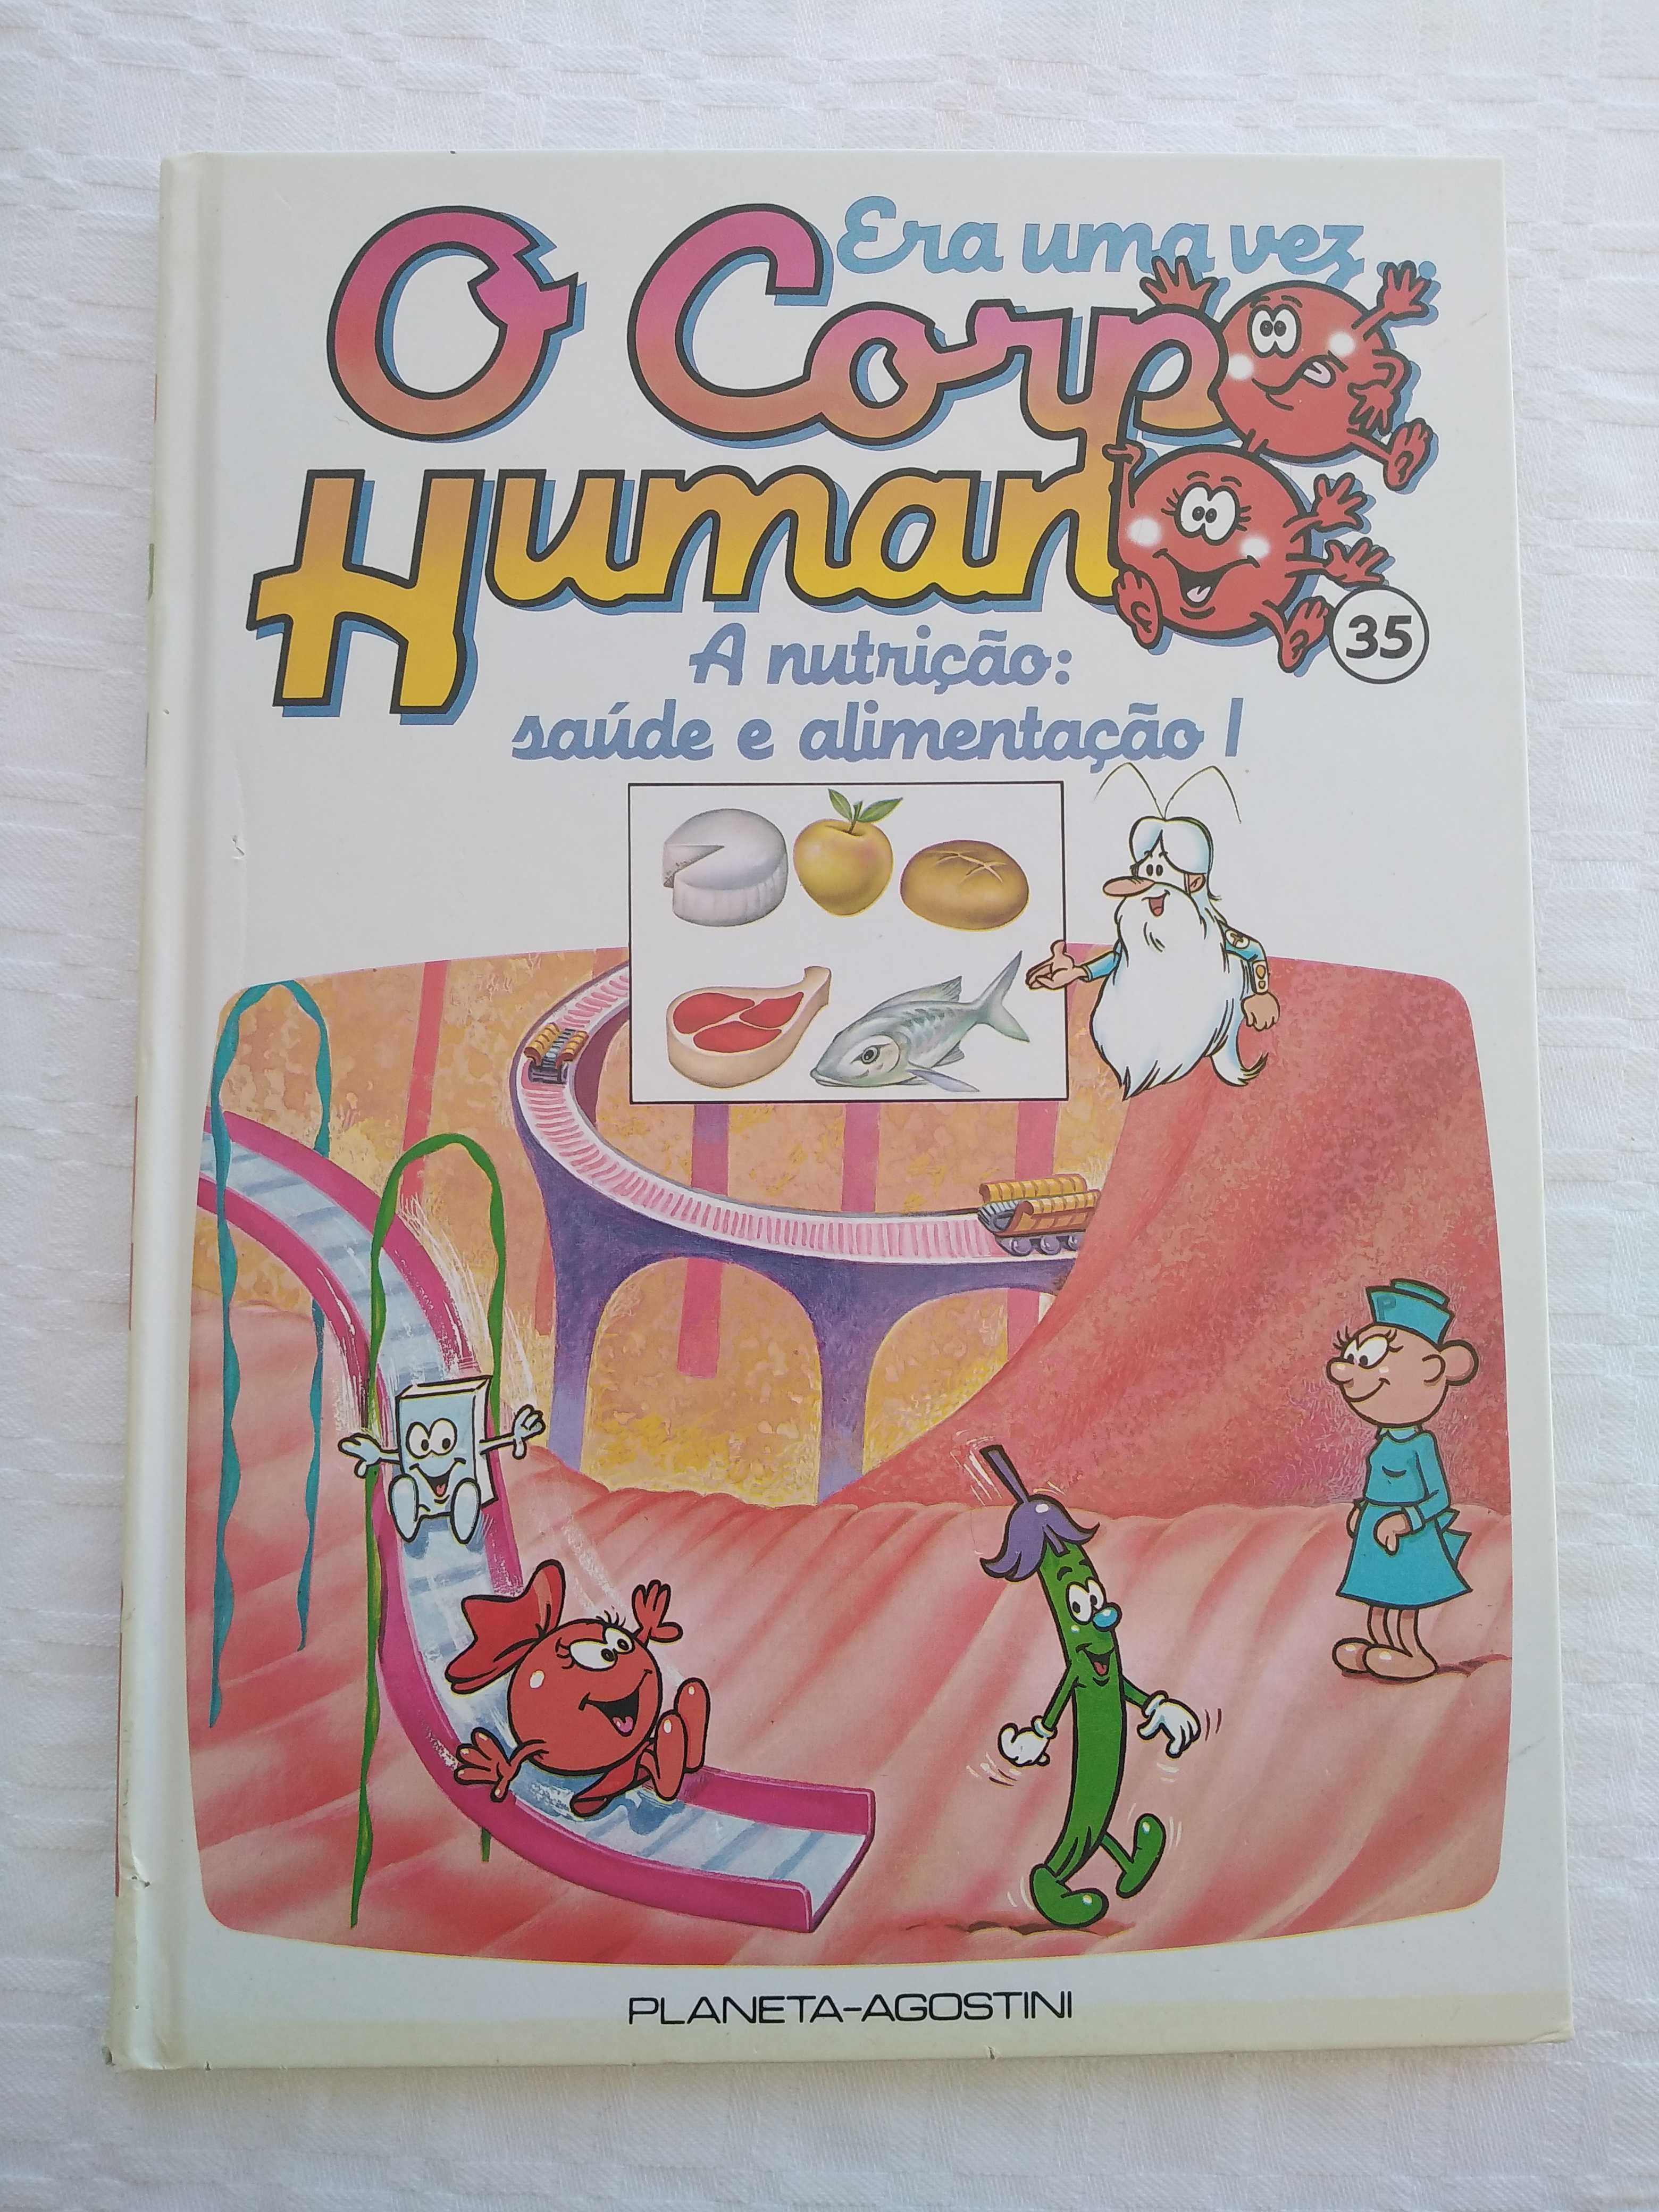 Era uma vez...
O Corpo
Humano
35
A nutrição:
saúde e alimentação I
P
PLANETA-AGOSTINI